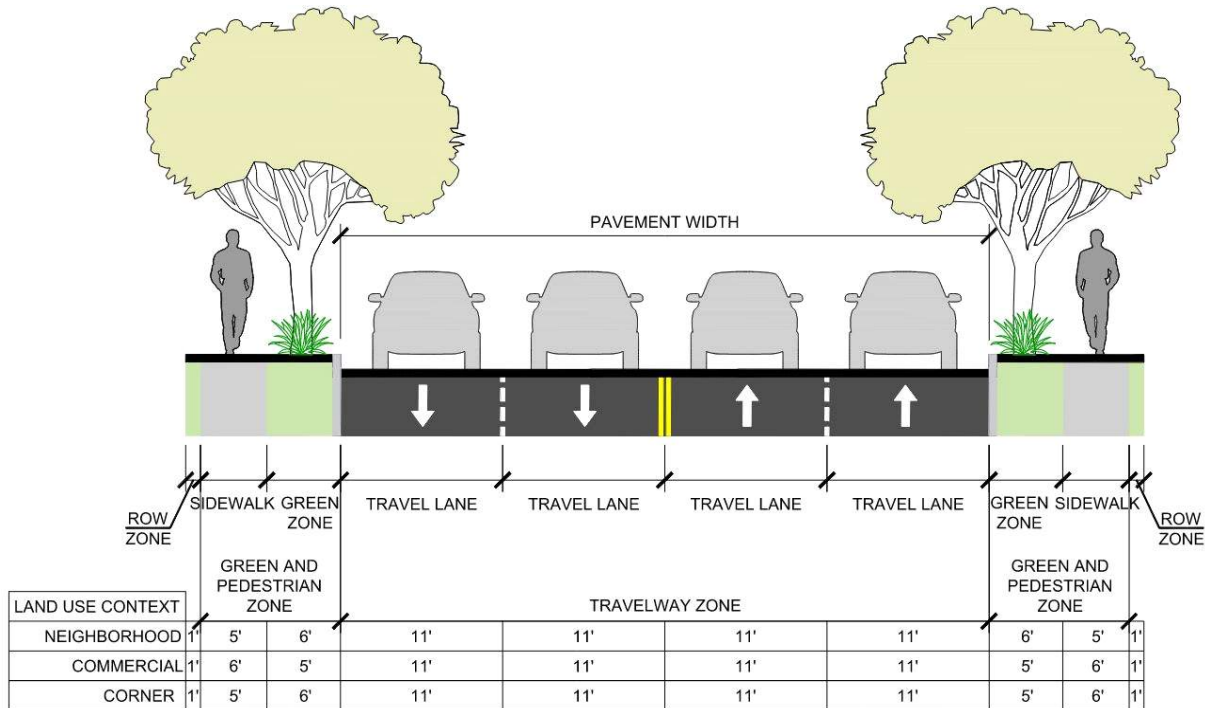 PAVEMENT WIDTH
ROW
ZONE
SIDEWALK
GREEN
ZONE
TRAVEL LANE
TRAVEL LANE
TRAVEL LANE
TRAVEL LANE
GREEN
ZONE
SIDEWALK
ROW
ZONE
GREEN AND
PEDESTRIAN
ZONE
TRAVELWAY ZONE
GREEN AND
PEDESTRIAN
ZONE
LAND USE CONTEXT
NEIGHBORHOOD 1' 5' 6' 11' 11' 11' 11' 6' 5' 1'
COMMERCIAL 1' 6' 5' 11' 11' 11' 11' 5' 6' 1'
CORNER 1' 5' 6' 11' 11' 11' 11' 5' 6' 1'